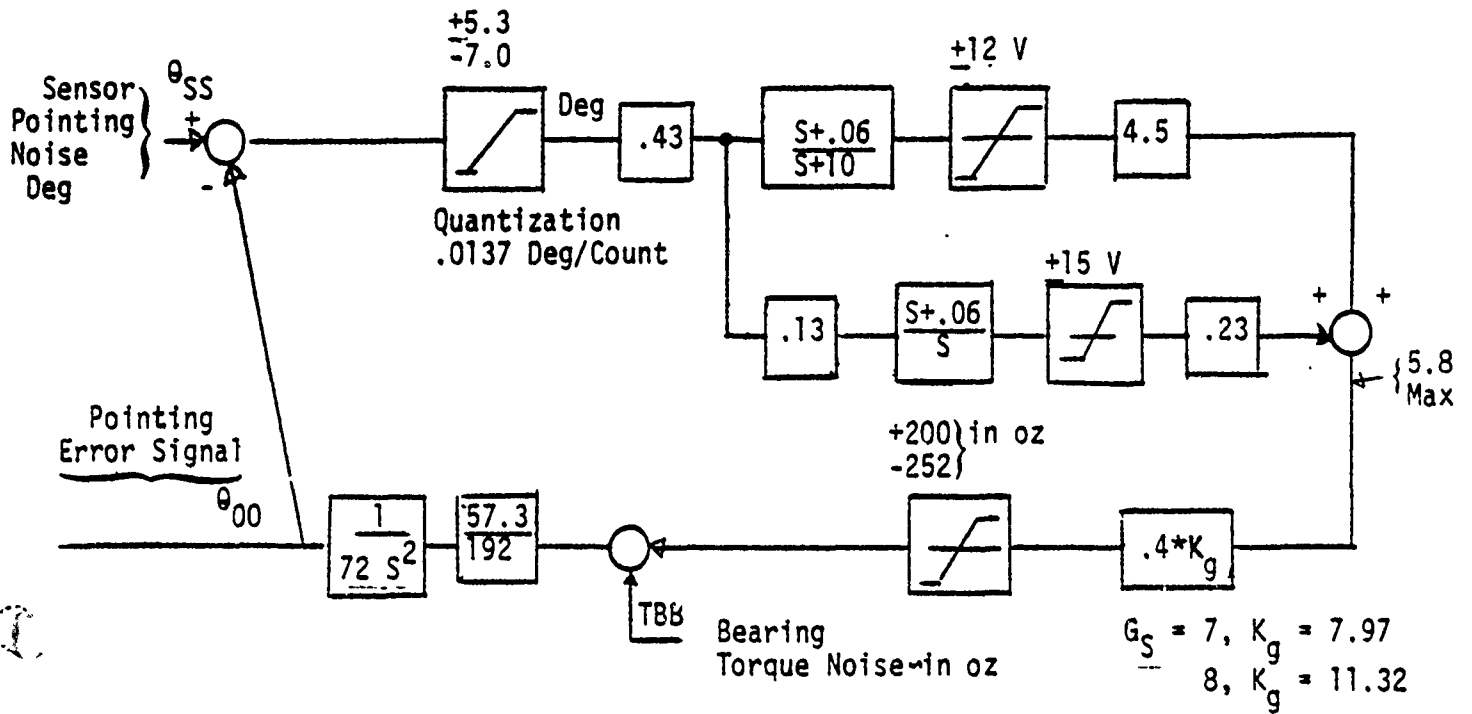 +5.3
-7.0
±12 V
Sensor
Pointing
Noise
Deg
θSS
+
-
Deg
.43
S+.06
S+10
4.5
Quantization
.0137 Deg/Count
±15 V
.13
S+.06
S
.23
+ +
5.8
Max
Pointing
Error Signal
θ00
+200
-252
in oz
1
72 S²
57.3
192
.4*Kg
TBB
Bearing
Torque Noise~in oz
GS = 7, Kg = 7.97
8, Kg = 11.32